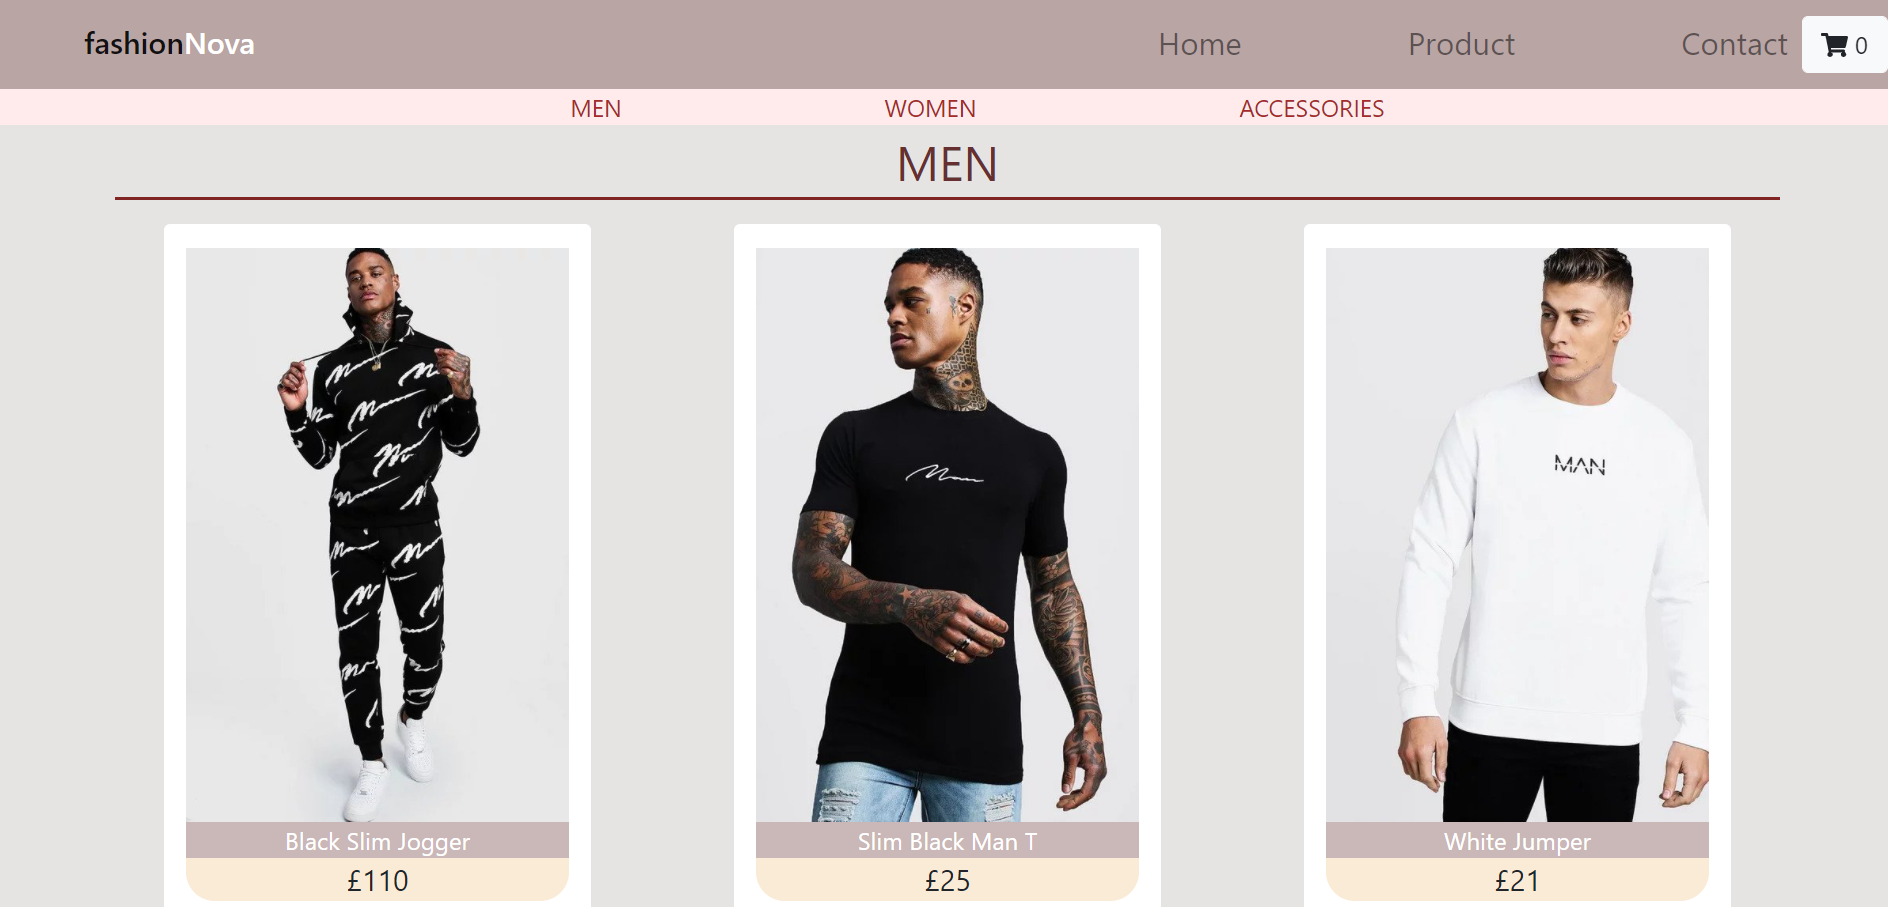 fashionNova
Home
Product
Contact
0
MEN
WOMEN
ACCESSORIES
MEN
Man
MAN
Black Slim Jogger
£110
Slim Black Man T
£25
White Jumper
£21